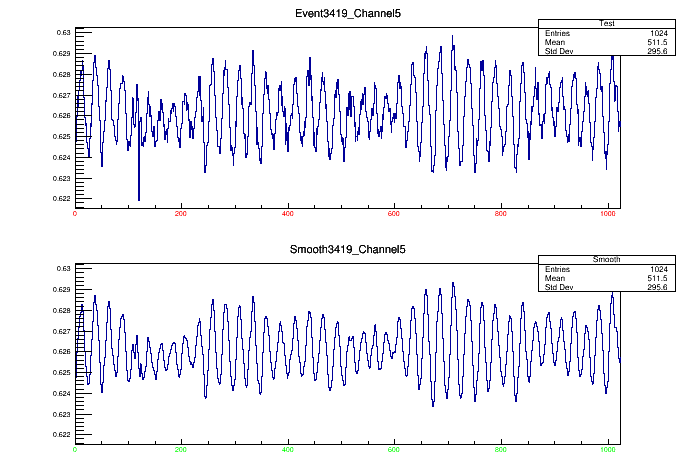 Event3419_Channel5
Test
Entries 1024
Mean 511.5
Std Dev 295.6
0.63
0.629
0.628
0.627
0.626
0.625
0.624
0.623
0.622
0 200 400 600 800 1000
Smooth3419_Channel5
Smooth
Entries 1024
Mean 511.5
Std Dev 295.6
0.63
0.629
0.628
0.627
0.626
0.625
0.624
0.623
0.622
0 200 400 600 800 1000